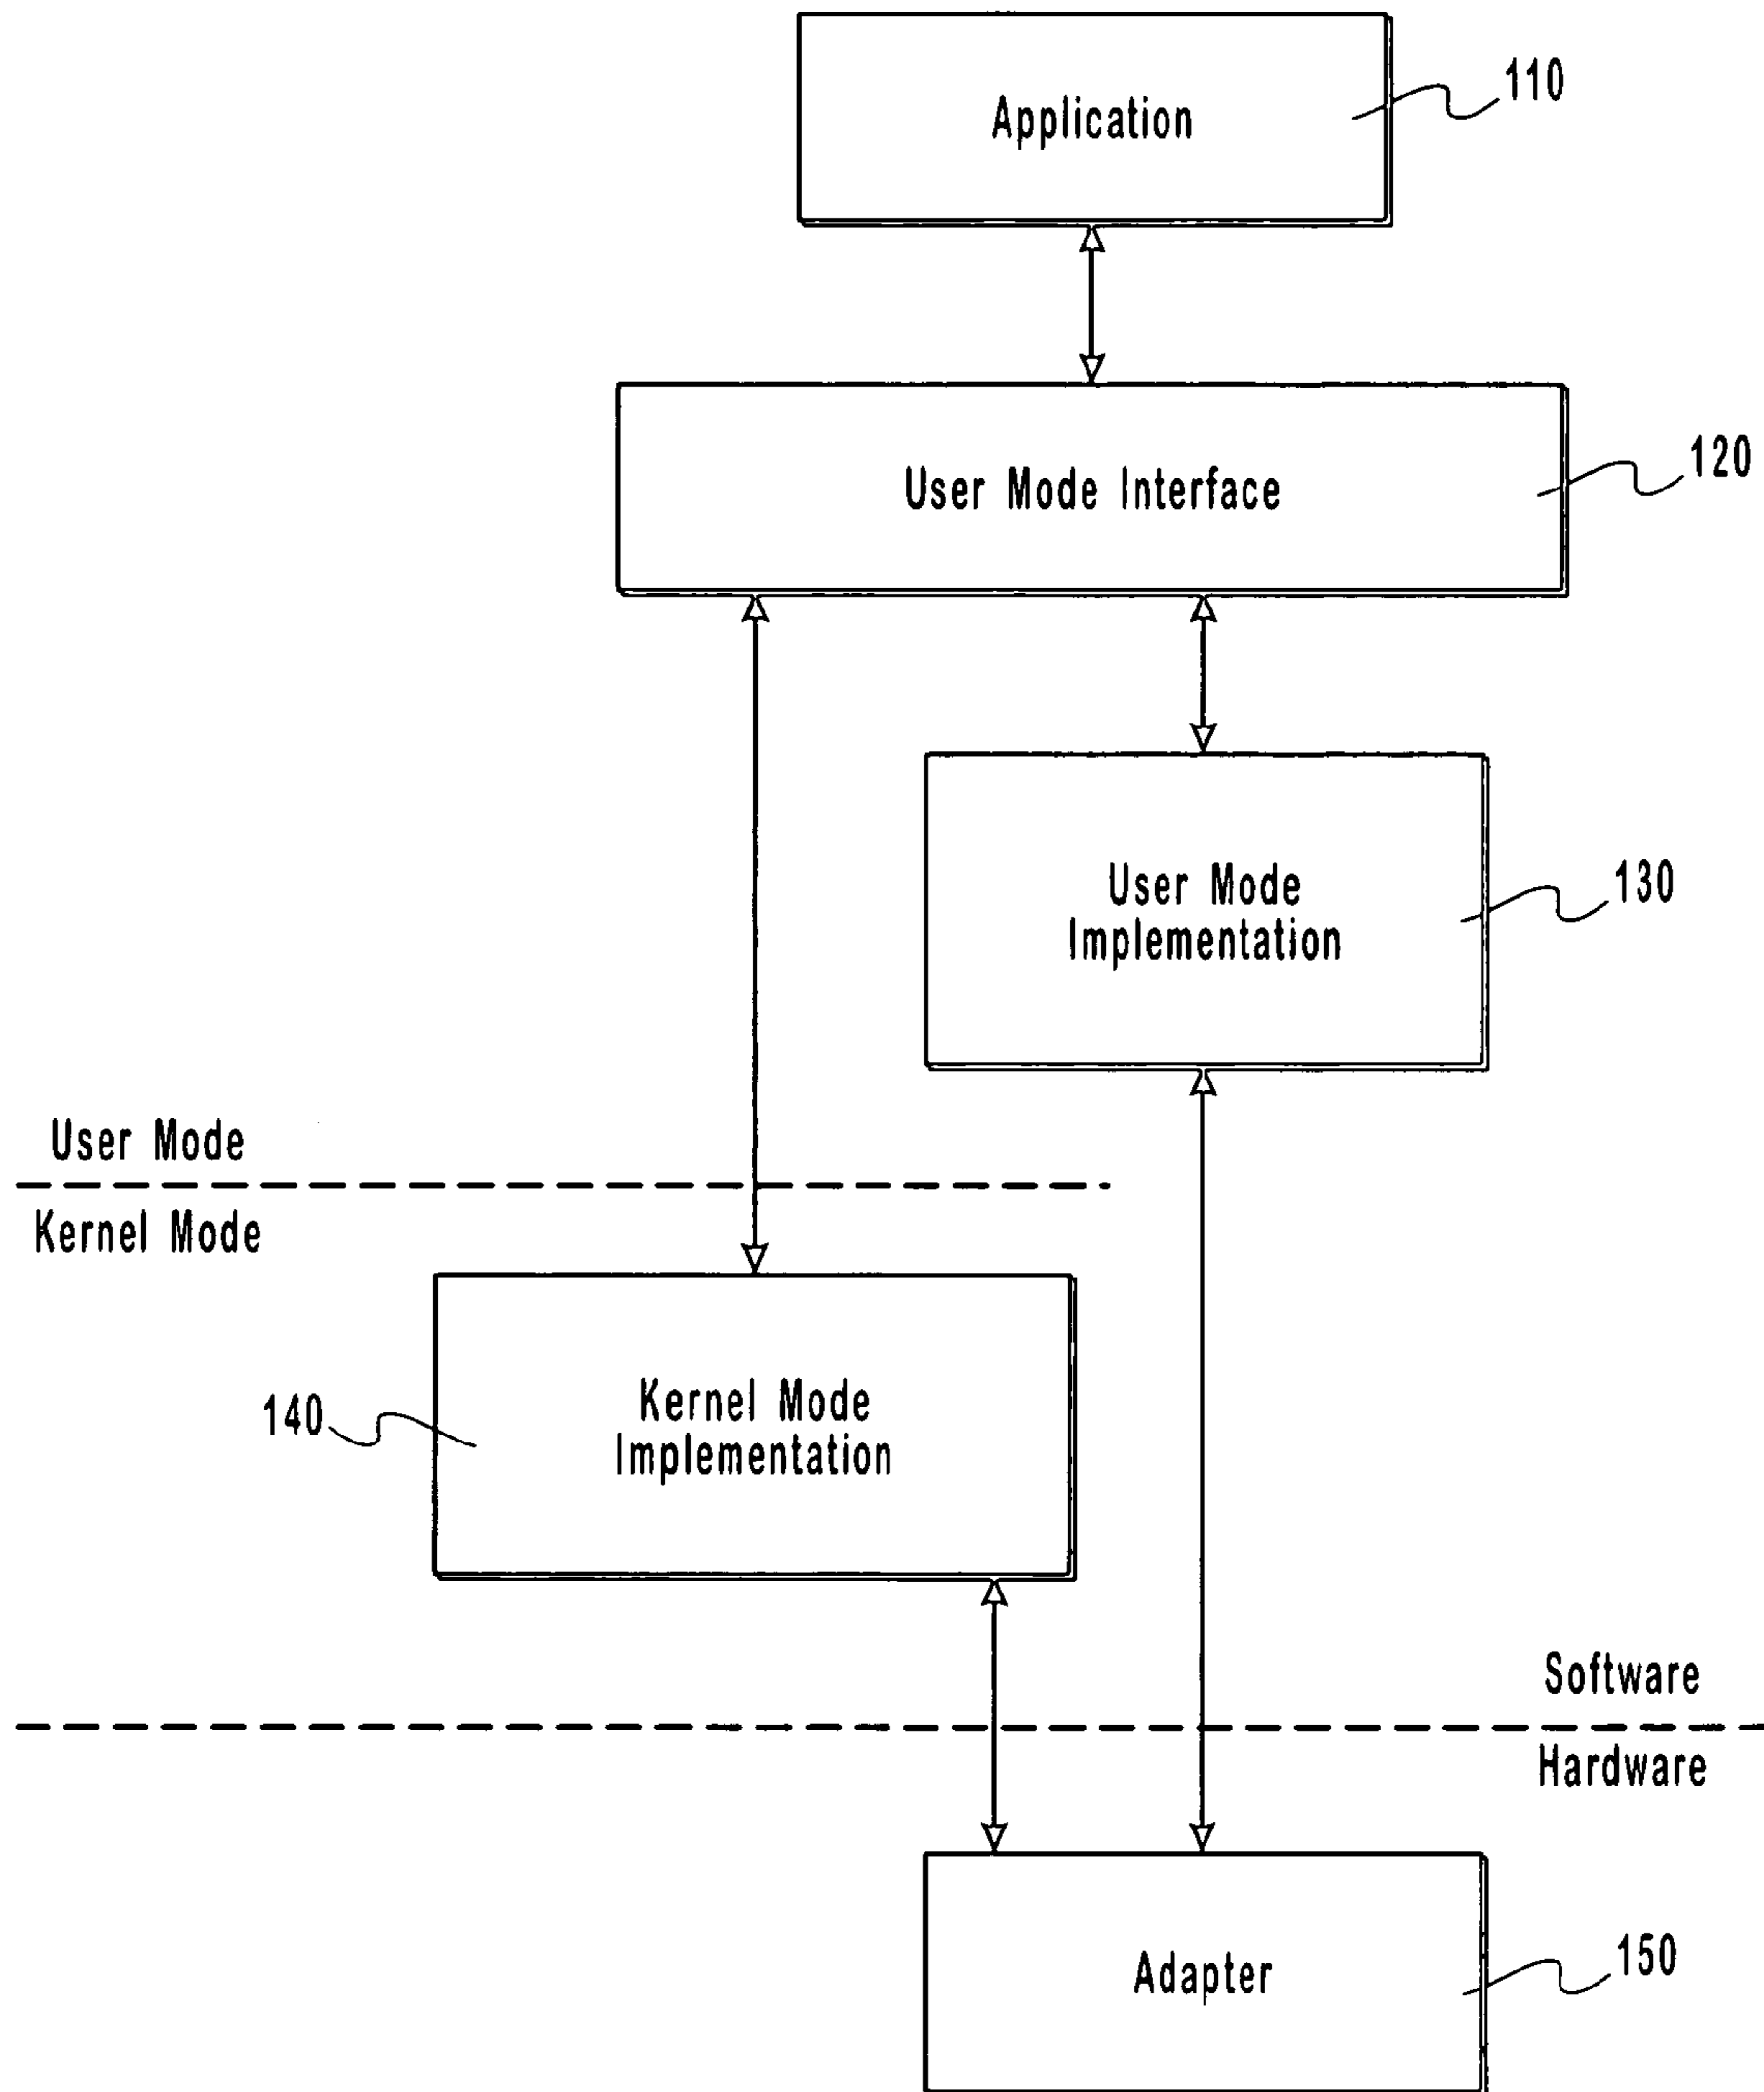 Application
110
User Mode Interface
120
User Mode
Implementation
130
User Mode
Kernel Mode
Kernel Mode
Implementation
140
Software
Hardware
Adapter
150